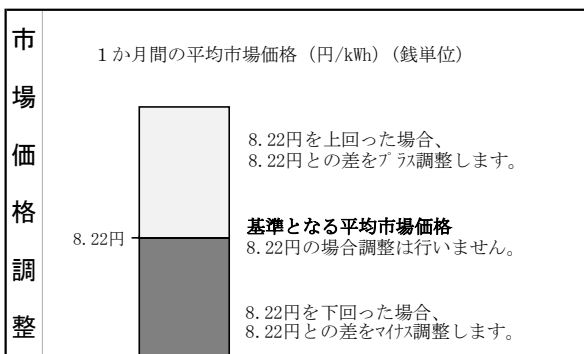 市場価格調整
1か月間の平均市場価格（円/kWh）（銭単位）
8.22円を上回った場合、
8.22円との差をﾌﾟﾗｽ調整します。
基準となる平均市場価格
8.22円
8.22円の場合調整は行いません。
8.22円を下回った場合、
8.22円との差をﾏｲﾅｽ調整します。